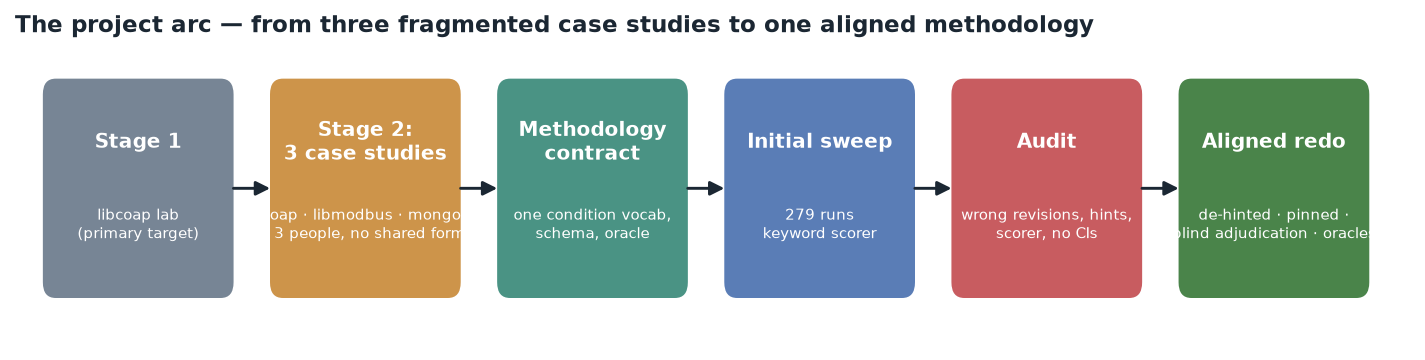 The project arc — from three fragmented case studies to one aligned methodology
Stage 1
libcoap lab
(primary target)
Stage 2:
3 case studies
oap · libmodbus · mongo
3 people, no shared form
Methodology
contract
one condition vocab,
schema, oracle
Initial sweep
279 runs
keyword scorer
Audit
wrong revisions, hints,
scorer, no CIs
Aligned redo
de-hinted · pinned ·
blind adjudication · oracles